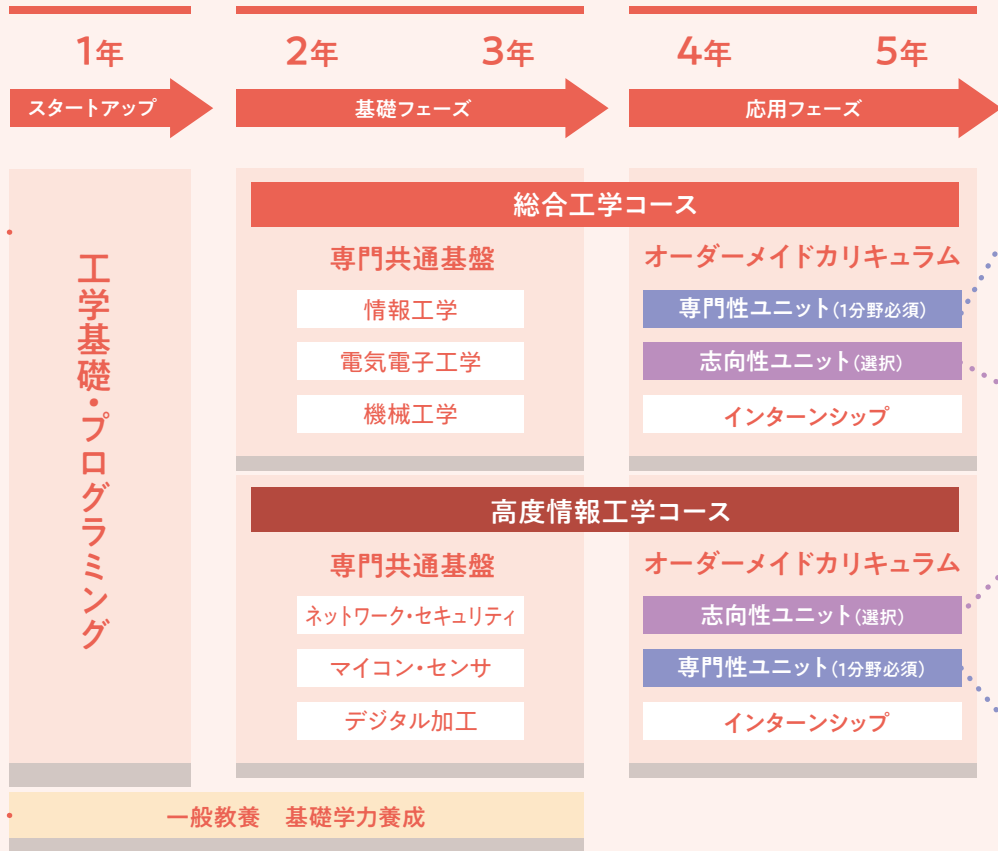 1年
2年
3年
4年
5年
スタートアップ
基礎フェーズ
応用フェーズ
工学基礎・プログラミング
総合工学コース
専門共通基盤
情報工学
電気電子工学
機械工学
オーダーメイドカリキュラム
専門性ユニット(1分野必須)
志向性ユニット(選択)
インターンシップ
高度情報工学コース
専門共通基盤
ネットワーク・セキュリティ
マイコン・センサ
デジタル加工
オーダーメイドカリキュラム
志向性ユニット(選択)
専門性ユニット(1分野必須)
インターンシップ
一般教養　基礎学力養成